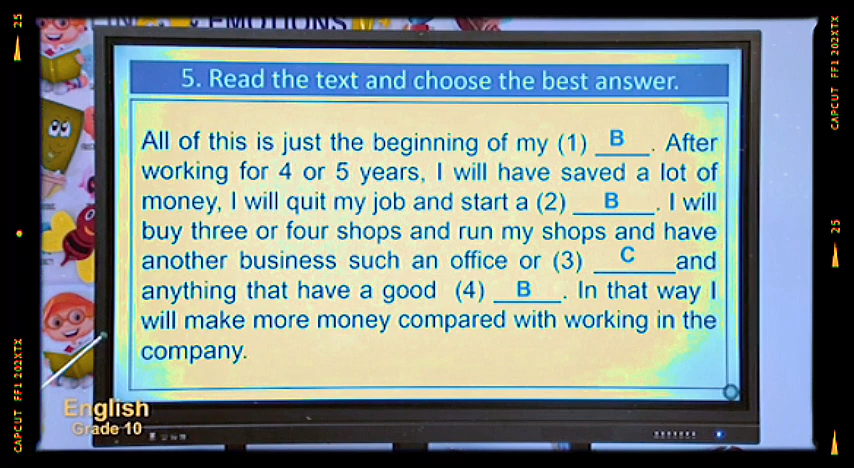 EMOTIONS
5. Read the text and choose the best answer.
All of this is just the beginning of my (1) B. After
working for 4 or 5 years, I will have saved a lot of
money, I will quit my job and start a (2) B. I will
buy three or four shops and run my shops and have
another business such an office or (3) C and
anything that have a good (4) B. In that way I
will make more money compared with working in the
company.
English
Grade 10
25
CAPCUT FF1 202XTX
CAPCUT FF1 202XTX
25